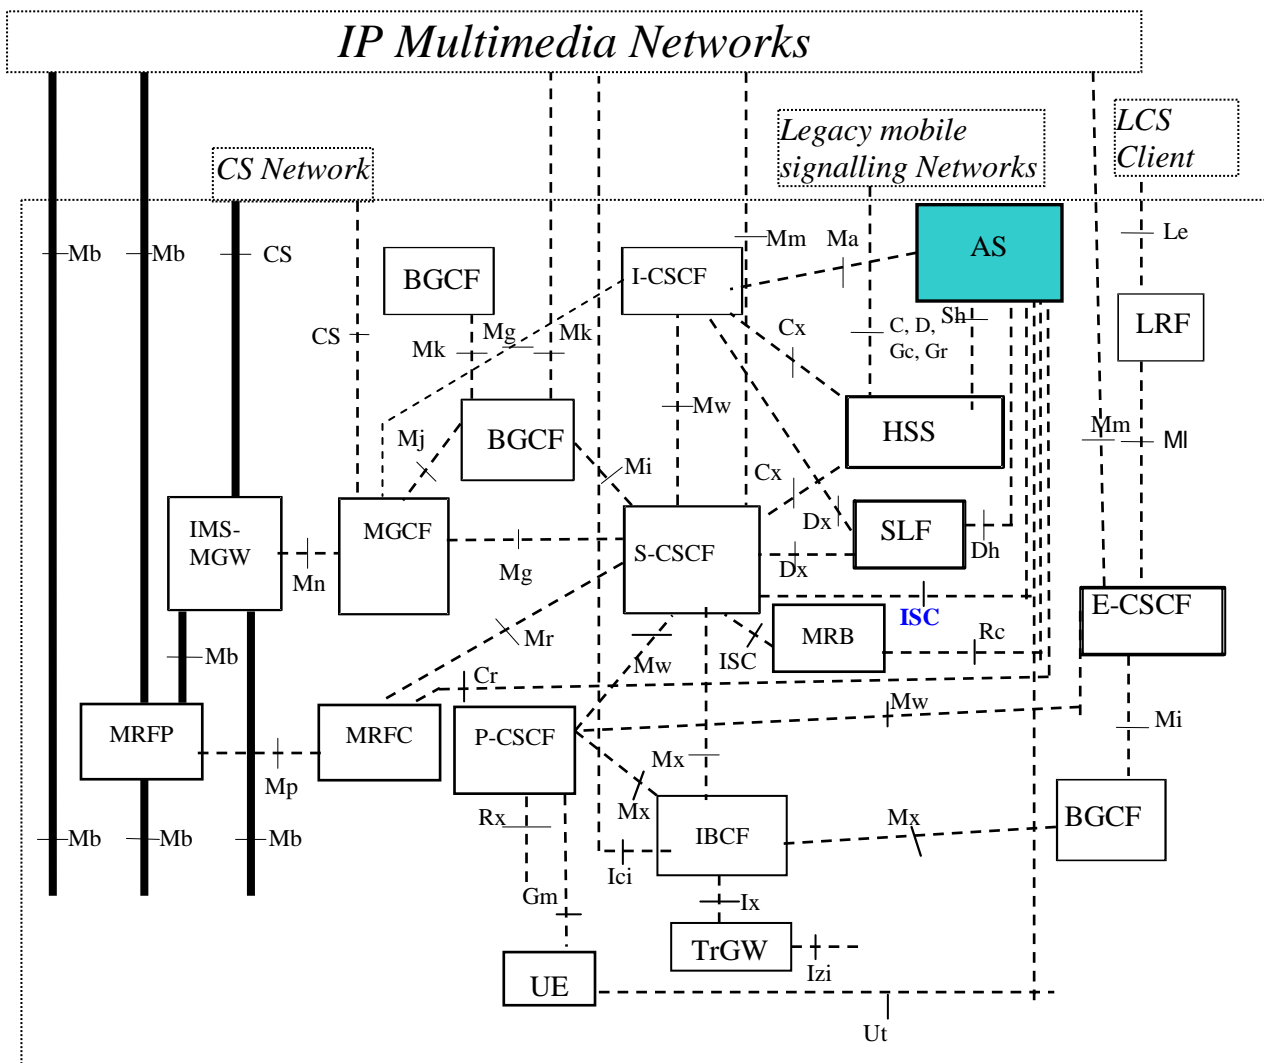 IP Multimedia Networks
Legacy mobile
signalling Networks
LCS
Client
CS Network
Mb
Mb
CS
BGCF
I-CSCF
Mm
Ma
AS
Le
CS
Mk
Mg
Mk
Cx
C, D,
Gc, Gr
Sh
LRF
Mw
BGCF
Mj
Mi
HSS
Mm
Ml
Cx
IMS-
MGW
MGCF
Mn
Mg
S-CSCF
Dx
Dx
SLF
Dh
ISC
E-CSCF
Mr
Mw
ISC
MRB
Rc
Mb
Cr
Mw
Mi
MRFP
MRFC
P-CSCF
Mp
Mx
Mx
Rx
IBCF
Mx
BGCF
Mb
Mb
Mb
Ici
Gm
Ix
TrGW
Izi
UE
Ut